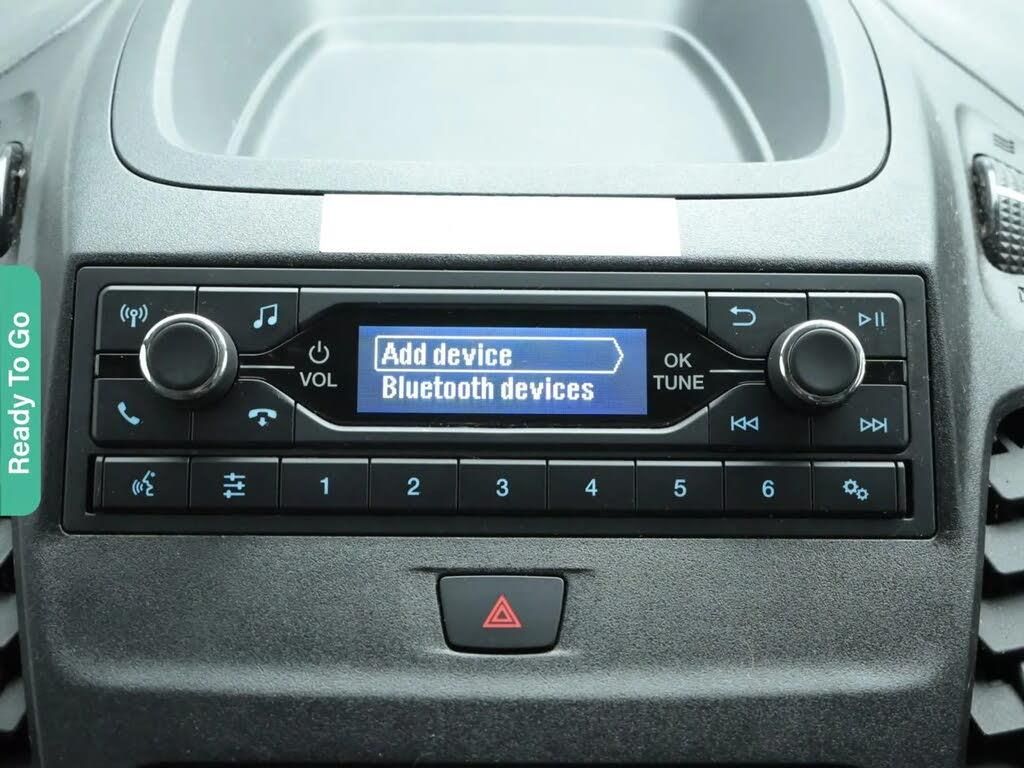 Ready To Go
Add device
Bluetooth devices
VOL
OK
TUNE
1 2 3 4 5 6